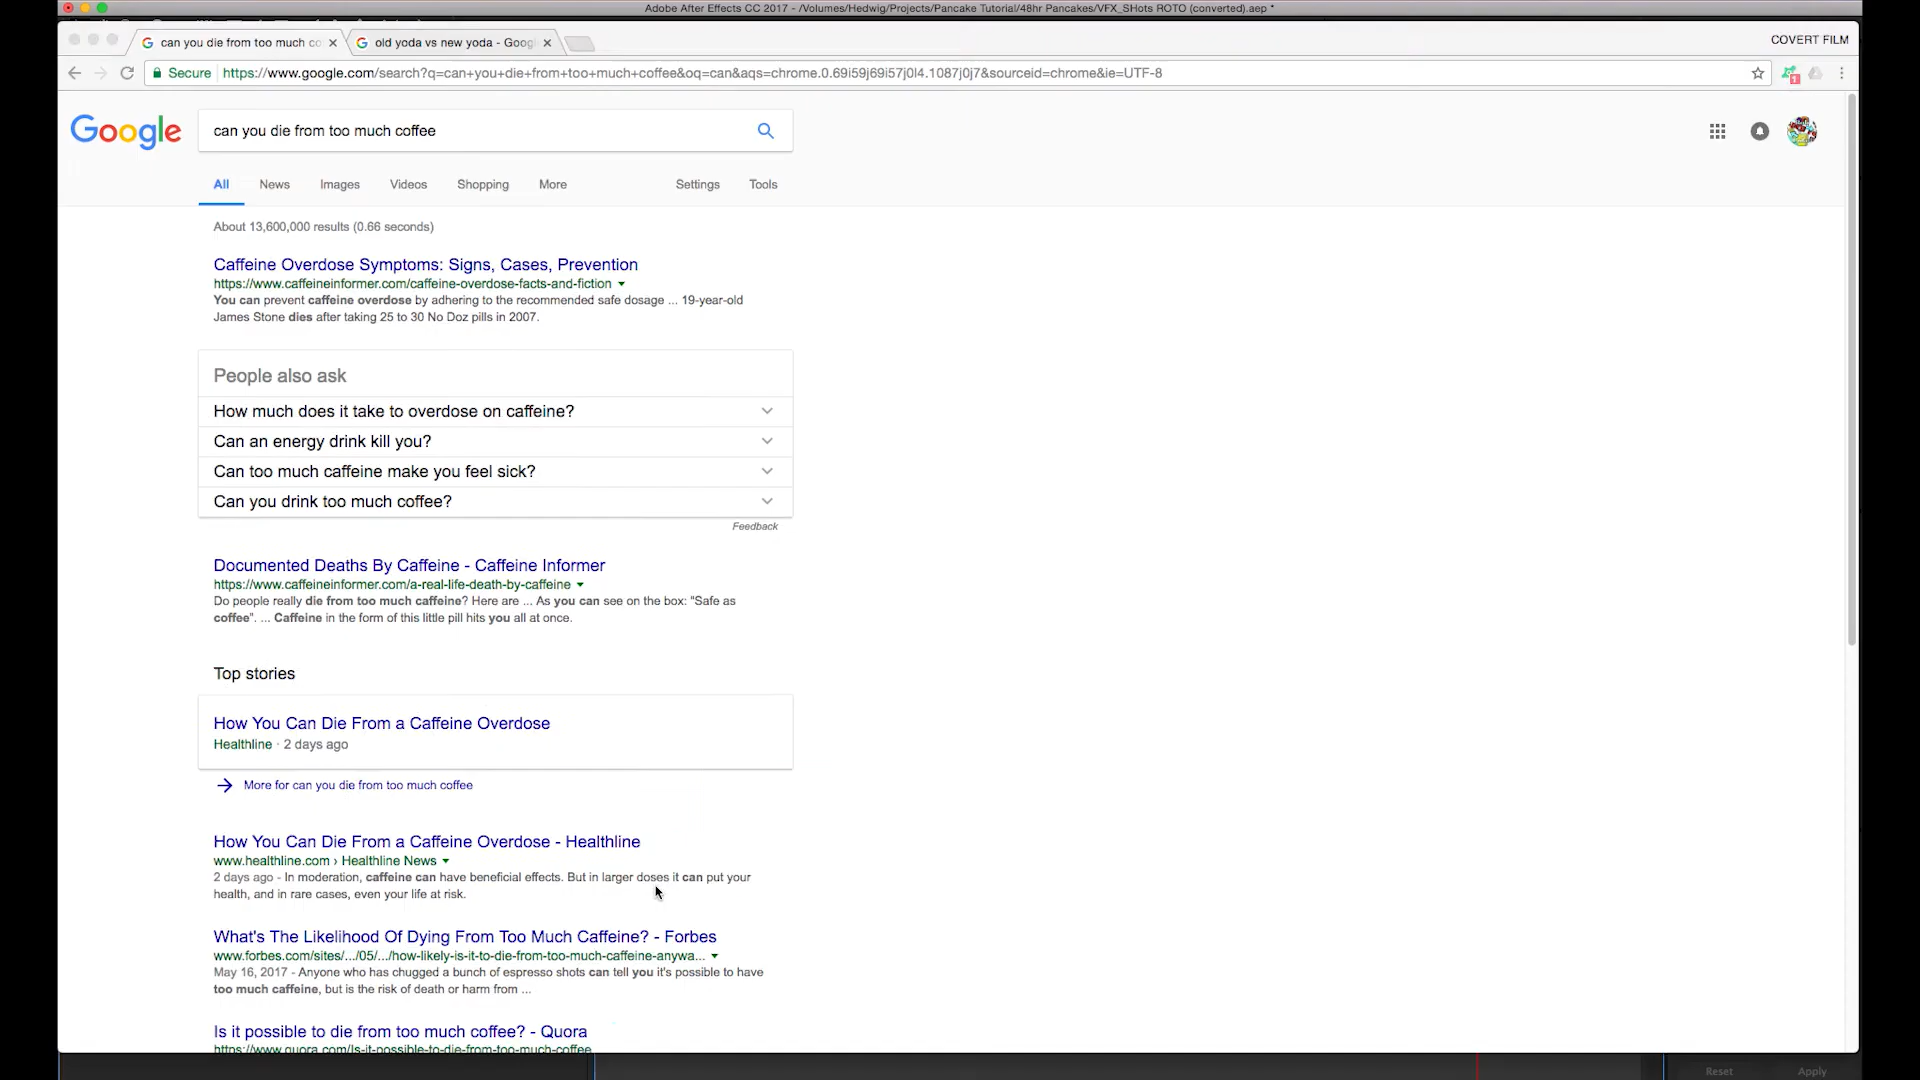 Adobe After Effects CC 2017 - /Volumes/Hedwig/Projects/Pancake Tutorial/48hr Pancakes/VFX_SHots ROTO (converted).aep *
can you die from too much co
old yoda vs new yoda - Goog
COVERT FILM
Secure
https://www.google.com/search?q=can+you+die+from+too+much+coffee&oq=can&aqs=chrome.0.69i59j69i57j0l4.1087j0j7&sourceid=chrome&ie=UTF-8
1
Google
can you die from too much coffee
All News Images Videos Shopping More Settings Tools
About 13,600,000 results (0.66 seconds)
Caffeine Overdose Symptoms: Signs, Cases, Prevention
https://www.caffeineinformer.com/caffeine-overdose-facts-and-fiction
You can prevent caffeine overdose by adhering to the recommended safe dosage ... 19-year-old
James Stone dies after taking 25 to 30 No Doz pills in 2007.
People also ask
How much does it take to overdose on caffeine?
Can an energy drink kill you?
Can too much caffeine make you feel sick?
Can you drink too much coffee?
Feedback
Documented Deaths By Caffeine - Caffeine Informer
https://www.caffeineinformer.com/a-real-life-death-by-caffeine
Do people really die from too much caffeine? Here are ... As you can see on the box: "Safe as
coffee". ... Caffeine in the form of this little pill hits you all at once.
Top stories
How You Can Die From a Caffeine Overdose
Healthline · 2 days ago
More for can you die from too much coffee
How You Can Die From a Caffeine Overdose - Healthline
www.healthline.com › Healthline News
2 days ago - In moderation, caffeine can have beneficial effects. But in larger doses it can put your
health, and in rare cases, even your life at risk.
What's The Likelihood Of Dying From Too Much Caffeine? - Forbes
www.forbes.com/sites/.../05/.../how-likely-is-it-to-die-from-too-much-caffeine-anywa...
May 16, 2017 - Anyone who has chugged a bunch of espresso shots can tell you it's possible to have
too much caffeine, but is the risk of death or harm from ...
Is it possible to die from too much coffee? - Quora
https://www.quora.com/Is-it-possible-to-die-from-too-much-coffee
Reset Apply